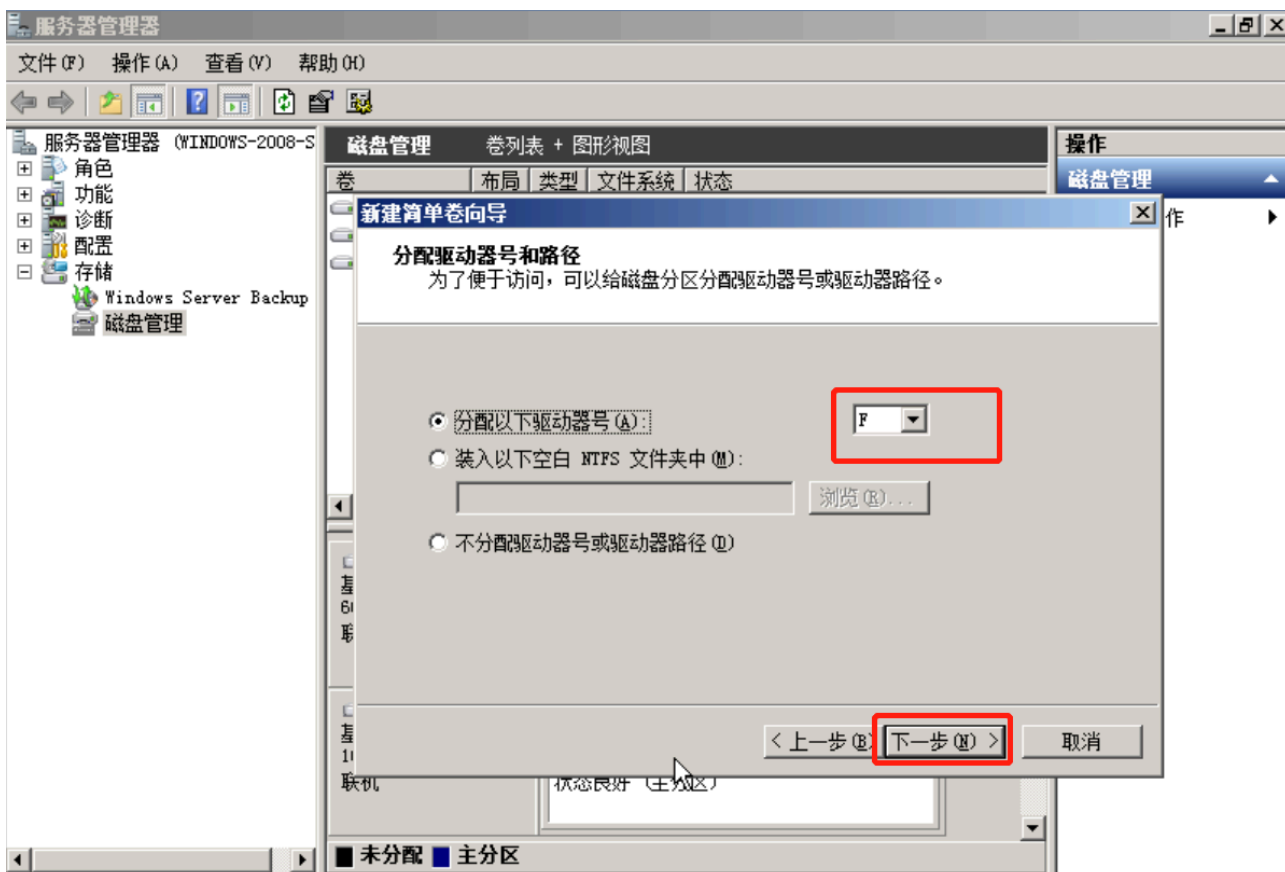 服务器管理器
文件(F) 操作(A) 查看(V) 帮助(H)
服务器管理器 (WINDOWS-2008-S
角色
功能
诊断
配置
存储
Windows Server Backup
磁盘管理
磁盘管理 卷列表 + 图形视图
卷 布局 类型 文件系统 状态
新建简单卷向导
分配驱动器号和路径
为了便于访问，可以给磁盘分区分配驱动器号或驱动器路径。
分配以下驱动器号(A): F
装入以下空白 NTFS 文件夹中(M):
浏览(R)...
不分配驱动器号或驱动器路径(D)
< 上一步(B) 下一步(N) > 取消
联机
状态良好 (主分区)
未分配 主分区
操作
磁盘管理
作